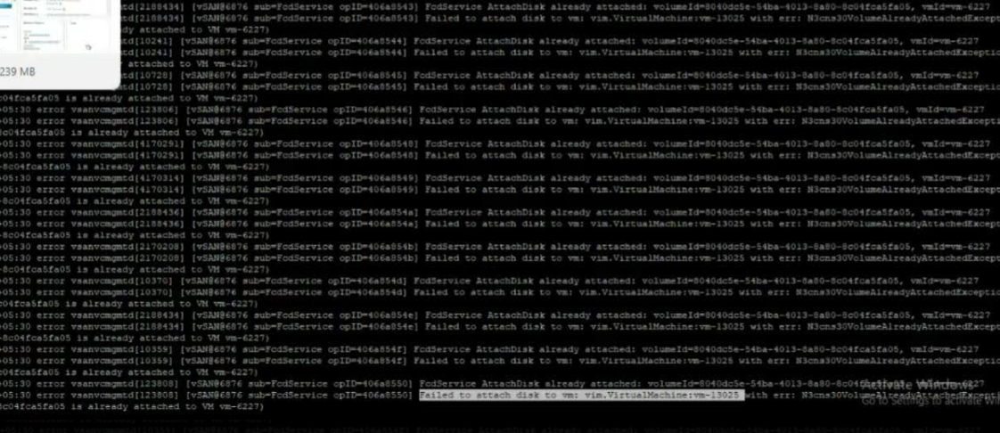 mtd[2188434] [vSAN@6876 sub=FcdService opID=406a8543] FcdService AttachDisk already attached: volumeId=8040dc5e-54ba-4013-8a80-8c04fca5fa05, vmId=vm-6227
mtd[2188434] [vSAN@6876 sub=FcdService opID=406a8543] Failed to attach disk to vm: vim.VirtualMachine:vm-13025 with err: N3cns30VolumeAlreadyAttachedExcepti
dy attached to VM vm-6227)
mtd[10241] [vSAN@6876 sub=FcdService opID=406a8544] FcdService AttachDisk already attached: volumeId=8040dc5e-54ba-4013-8a80-8c04fca5fa05, vmId=vm-6227
mtd[10241] [vSAN@6876 sub=FcdService opID=406a8544] Failed to attach disk to vm: vim.VirtualMachine:vm-13025 with err: N3cns30VolumeAlreadyAttachedException
attached to VM vm-6227)
239 MB
mtd[10728] [vSAN@6876 sub=FcdService opID=406a8545] FcdService AttachDisk already attached: volumeId=8040dc5e-54ba-4013-8a80-8c04fca5fa05, vmId=vm-6227
mtd[10728] [vSAN@6876 sub=FcdService opID=406a8545] Failed to attach disk to vm: vim.VirtualMachine:vm-13025 with err: N3cns30VolumeAlreadyAttachedException
c04fca5fa05 is already attached to VM vm-6227)
+05:30 error vsanvcmgmtd[123806] [vSAN@6876 sub=FcdService opID=406a8546] FcdService AttachDisk already attached: volumeId=8040dc5e-54ba-4013-8a80-8c04fca5fa05, vmId=vm-6227
+05:30 error vsanvcmgmtd[123806] [vSAN@6876 sub=FcdService opID=406a8546] Failed to attach disk to vm: vim.VirtualMachine:vm-13025 with err: N3cns30VolumeAlreadyAttachedExcepti
8c04fca5fa05 is already attached to VM vm-6227)
+05:30 error vsanvcmgmtd[4170291] [vSAN@6876 sub=FcdService opID=406a8548] FcdService AttachDisk already attached: volumeId=8040dc5e-54ba-4013-8a80-8c04fca5fa05, vmId=vm-6227
+05:30 error vsanvcmgmtd[4170291] [vSAN@6876 sub=FcdService opID=406a8548] Failed to attach disk to vm: vim.VirtualMachine:vm-13025 with err: N3cns30VolumeAlreadyAttachedExcept
-8c04fca5fa05 is already attached to VM vm-6227)
+05:30 error vsanvcmgmtd[4170314] [vSAN@6876 sub=FcdService opID=406a8549] FcdService AttachDisk already attached: volumeId=8040dc5e-54ba-4013-8a80-8c04fca5fa05, vmId=vm-6227
+05:30 error vsanvcmgmtd[4170314] [vSAN@6876 sub=FcdService opID=406a8549] Failed to attach disk to vm: vim.VirtualMachine:vm-13025 with err: N3cns30VolumeAlreadyAttachedExcept
-8c04fca5fa05 is already attached to VM vm-6227)
+05:30 error vsanvcmgmtd[2188436] [vSAN@6876 sub=FcdService opID=406a854a] FcdService AttachDisk already attached: volumeId=8040dc5e-54ba-4013-8a80-8c04fca5fa05, vmId=vm-6227
+05:30 error vsanvcmgmtd[2188436] [vSAN@6876 sub=FcdService opID=406a854a] Failed to attach disk to vm: vim.VirtualMachine:vm-13025 with err: N3cns30VolumeAlreadyAttachedExcept
-8c04fca5fa05 is already attached to VM vm-6227)
+05:30 error vsanvcmgmtd[2170208] [vSAN@6876 sub=FcdService opID=406a854b] FcdService AttachDisk already attached: volumeId=8040dc5e-54ba-4013-8a80-8c04fca5fa05, vmId=vm-6227
+05:30 error vsanvcmgmtd[2170208] [vSAN@6876 sub=FcdService opID=406a854b] Failed to attach disk to vm: vim.VirtualMachine:vm-13025 with err: N3cns30VolumeAlreadyAttachedExcept
-8c04fca5fa05 is already attached to VM vm-6227)
+05:30 error vsanvcmgmtd[10370] [vSAN@6876 sub=FcdService opID=406a854d] FcdService AttachDisk already attached: volumeId=8040dc5e-54ba-4013-8a80-8c04fca5fa05, vmId=vm-6227
+05:30 error vsanvcmgmtd[10370] [vSAN@6876 sub=FcdService opID=406a854d] Failed to attach disk to vm: vim.VirtualMachine:vm-13025 with err: N3cns30VolumeAlreadyAttachedExceptio
c04fca5fa05 is already attached to VM vm-6227)
+05:30 error vsanvcmgmtd[2188434] [vSAN@6876 sub=FcdService opID=406a854e] FcdService AttachDisk already attached: volumeId=8040dc5e-54ba-4013-8a80-8c04fca5fa05, vmId=vm-6227
+05:30 error vsanvcmgmtd[2188434] [vSAN@6876 sub=FcdService opID=406a854e] Failed to attach disk to vm: vim.VirtualMachine:vm-13025 with err: N3cns30VolumeAlreadyAttachedExcept
-8c04fca5fa05 is already attached to VM vm-6227)
+05:30 error vsanvcmgmtd[10359] [vSAN@6876 sub=FcdService opID=406a854f] FcdService AttachDisk already attached: volumeId=8040dc5e-54ba-4013-8a80-8c04fca5fa05, vmId=vm-6227
+05:30 error vsanvcmgmtd[10359] [vSAN@6876 sub=FcdService opID=406a854f] Failed to attach disk to vm: vim.VirtualMachine:vm-13025 with err: N3cns30VolumeAlreadyAttachedExceptio
c04fca5fa05 is already attached to VM vm-6227)
+05:30 error vsanvcmgmtd[123808] [vSAN@6876 sub=FcdService opID=406a8550] FcdService AttachDisk already attached: volumeId=8040dc5e-54ba-4013-8a80-8c04fca5fa05, vmId=vm-6227
+05:30 error vsanvcmgmtd[123808] [vSAN@6876 sub=FcdService opID=406a8550] Failed to attach disk to vm: vim.VirtualMachine:vm-13025 with err: N3cns30VolumeAlreadyAttachedExcepti
8c04fca5fa05 is already attached to VM vm-6227)
Activate Windows
Go to Settings to activate Wi